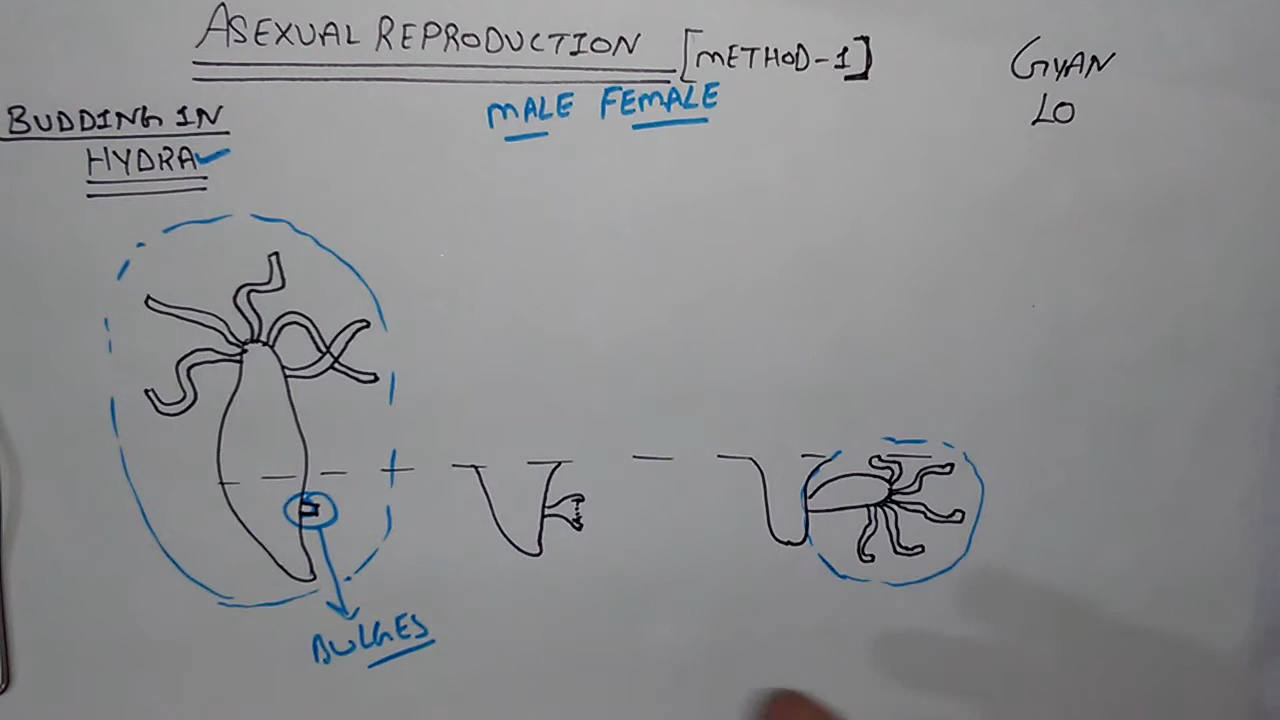 ASEXUAL REPRODUCTION [METHOD-1]
GYAN
LO
MALE FEMALE
BUDDING IN
HYDRA
BULGES